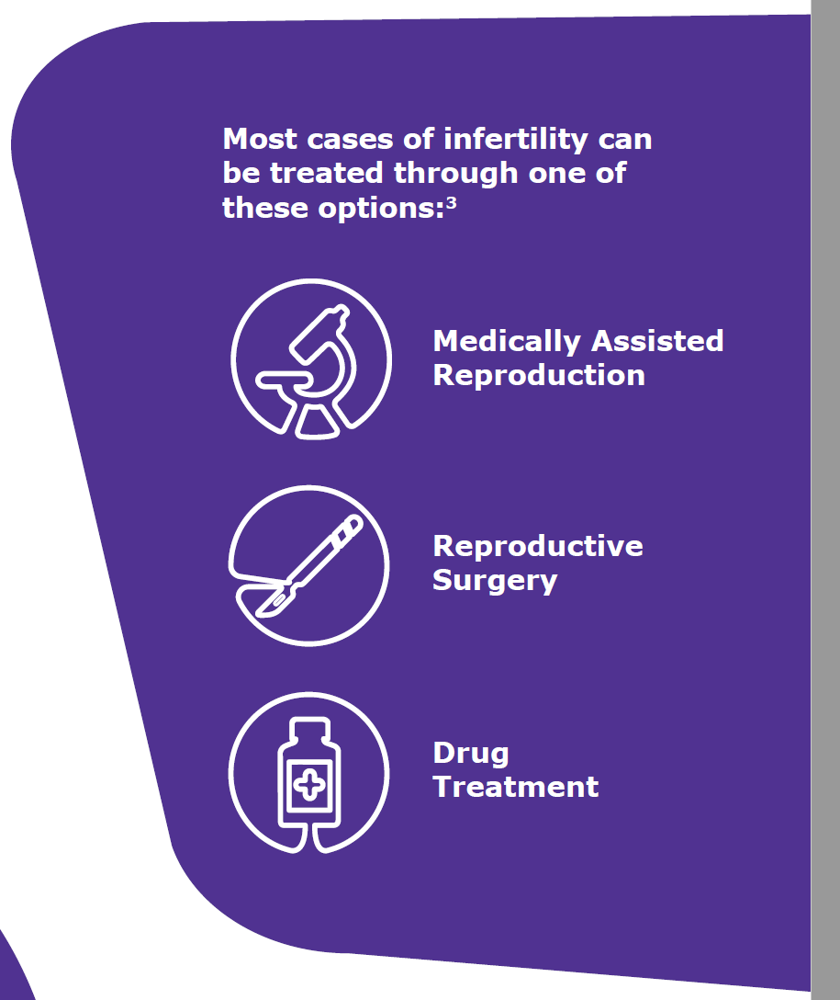 Most cases of infertility can
be treated through one of
these options:³
Medically Assisted
Reproduction
Reproductive
Surgery
Drug
Treatment